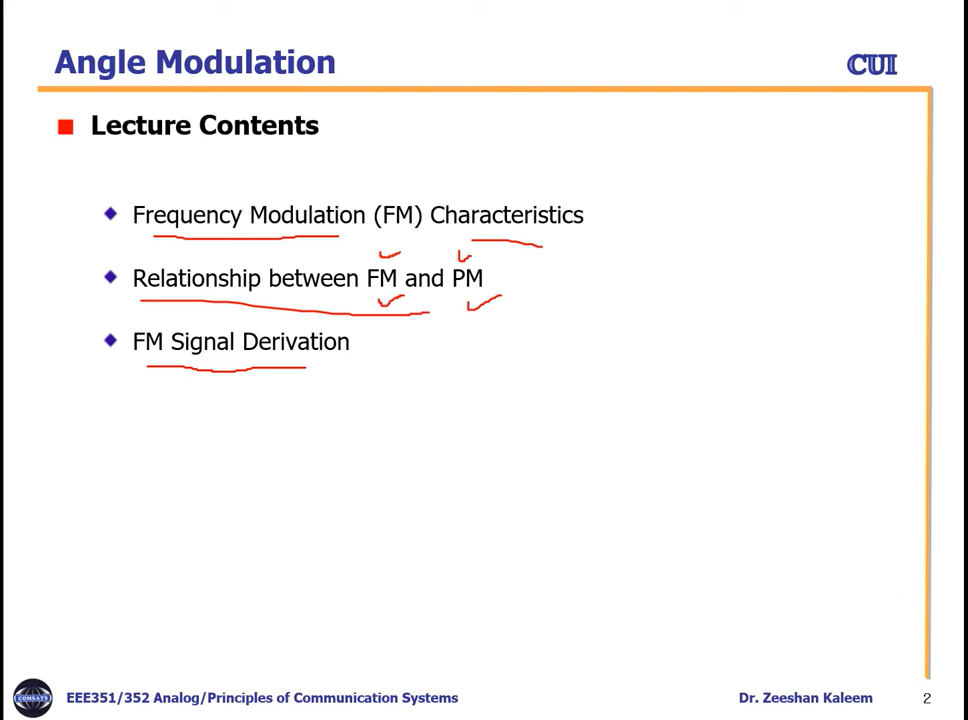 Angle Modulation
CUI
Lecture Contents
Frequency Modulation (FM) Characteristics
Relationship between FM and PM
FM Signal Derivation
COMSATS
EEE351/352 Analog/Principles of Communication Systems
Dr. Zeeshan Kaleem
2